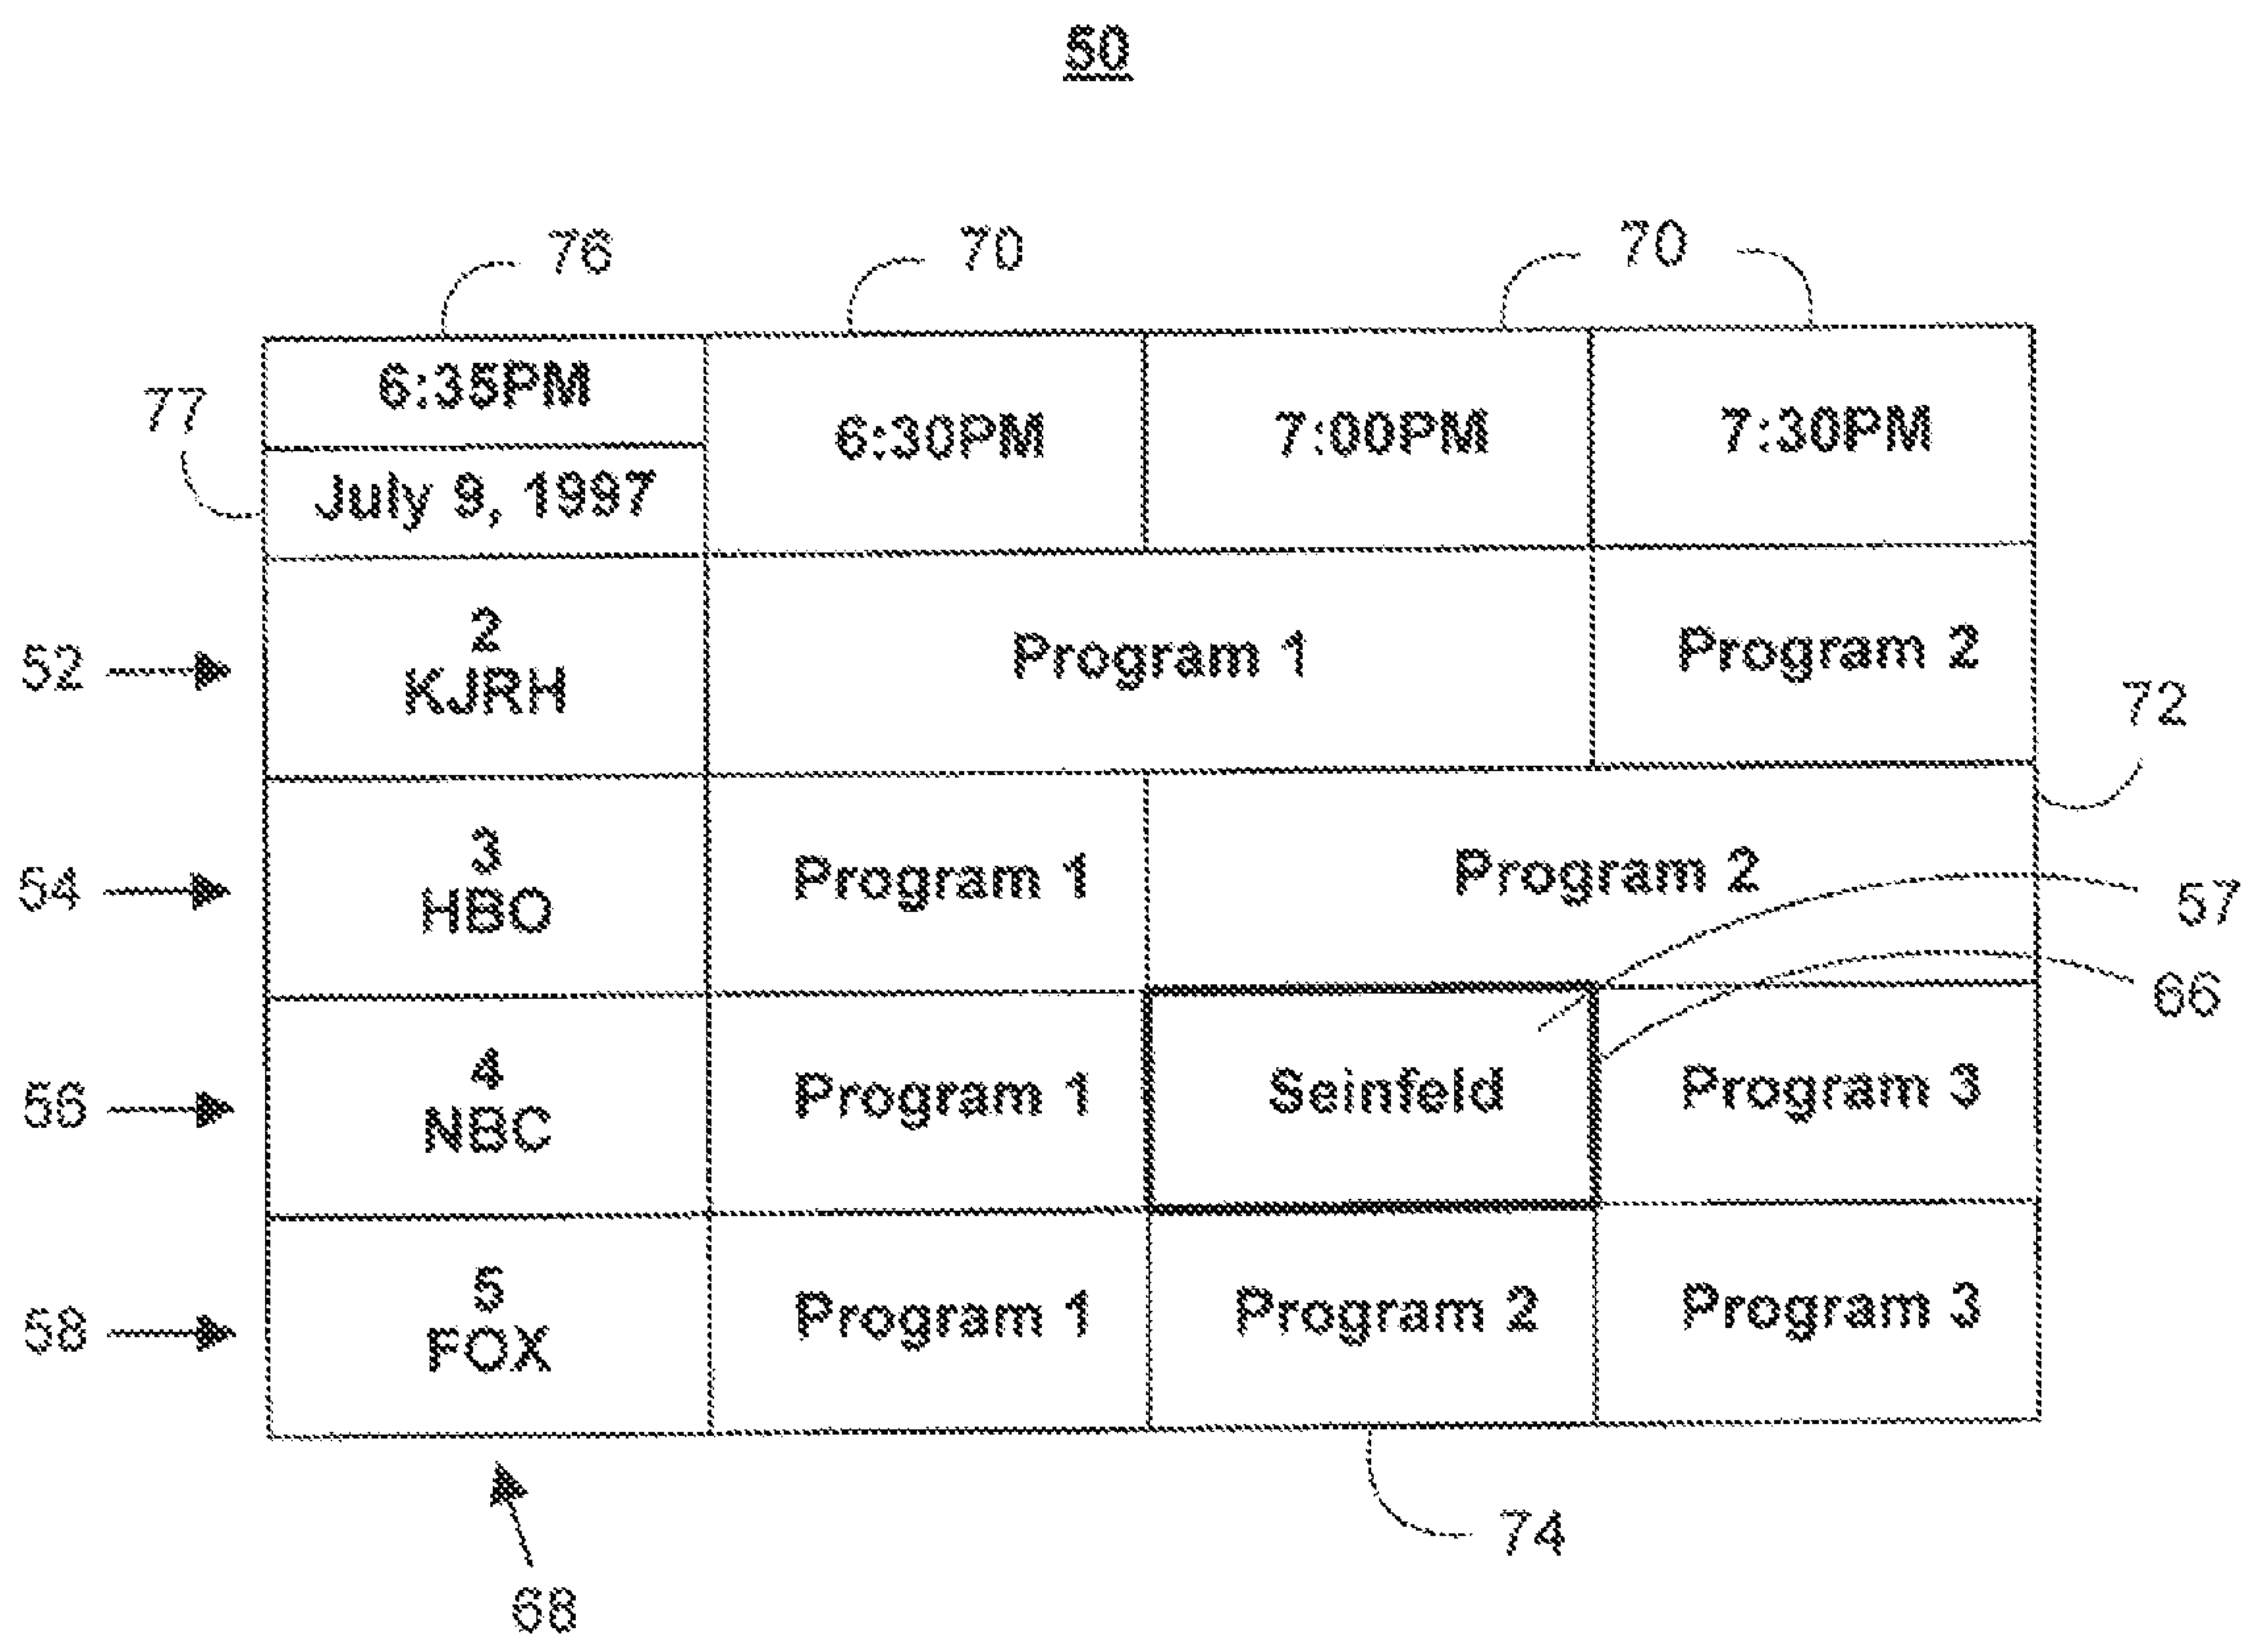 50
76 70 70
77
6:35PM
July 9, 1997
6:30PM 7:00PM 7:30PM
52
2
KJRH
Program 1 Program 2
72
54
3
HBO
Program 1 Program 2
57
66
56
4
NBC
Program 1 Seinfeld Program 3
58
5
FOX
Program 1 Program 2 Program 3
74
68